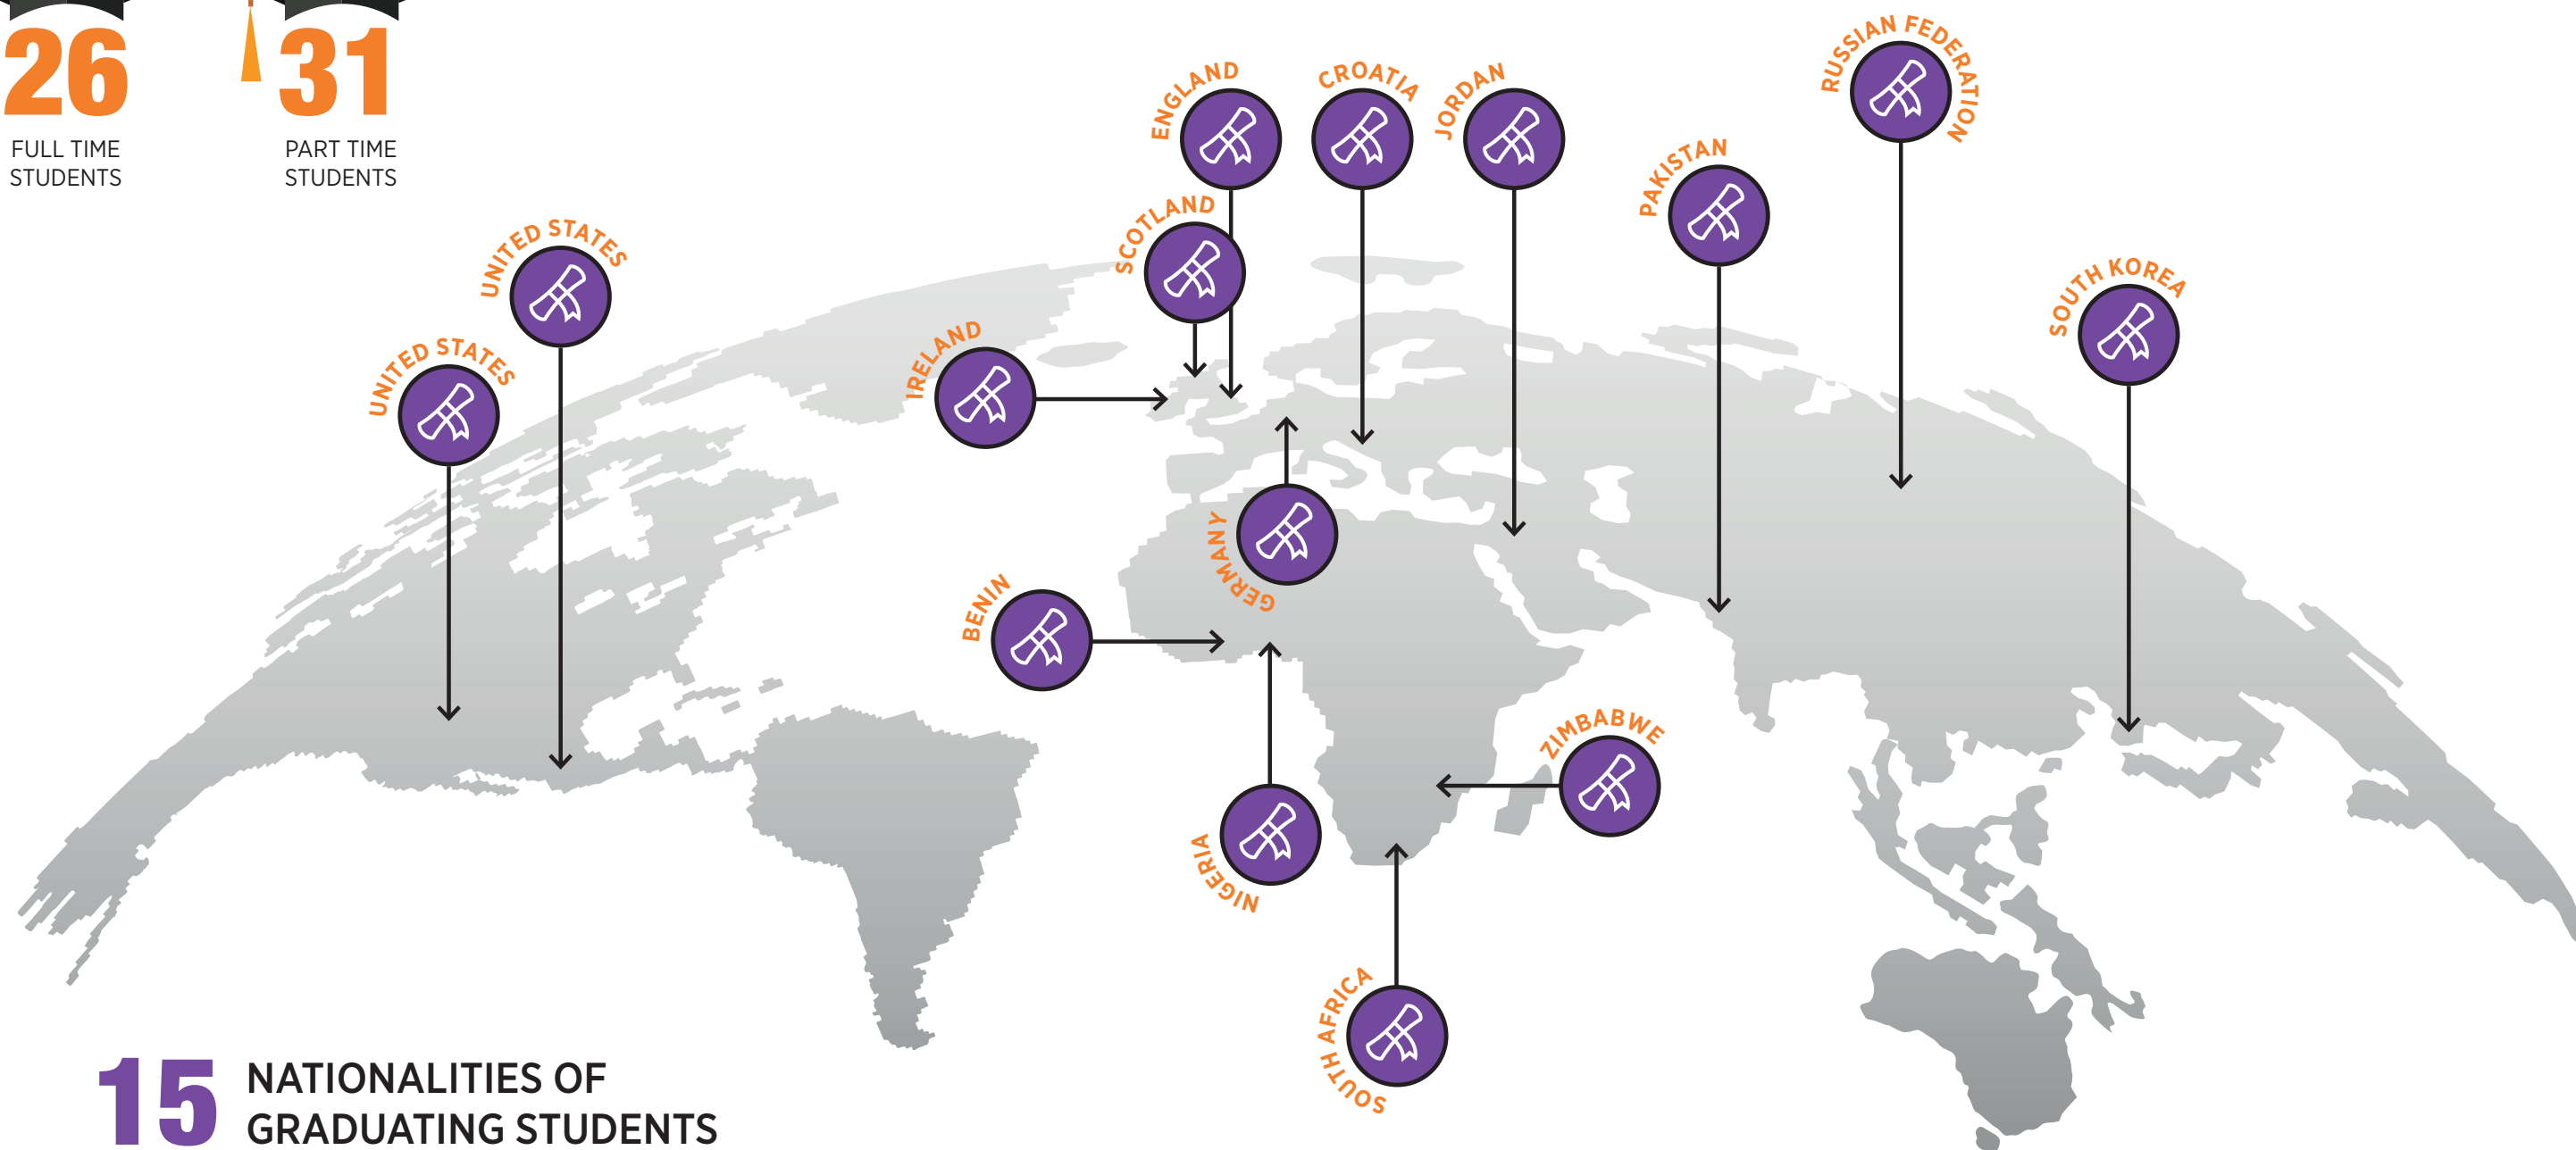 26
FULL TIME
STUDENTS
31
PART TIME
STUDENTS
UNITED STATES
UNITED STATES
IRELAND
SCOTLAND
ENGLAND
CROATIA
JORDAN
PAKISTAN
RUSSIAN FEDERATION
SOUTH KOREA
GERMANY
BENIN
NIGERIA
ZIMBABWE
SOUTH AFRICA
15
NATIONALITIES OF
GRADUATING STUDENTS